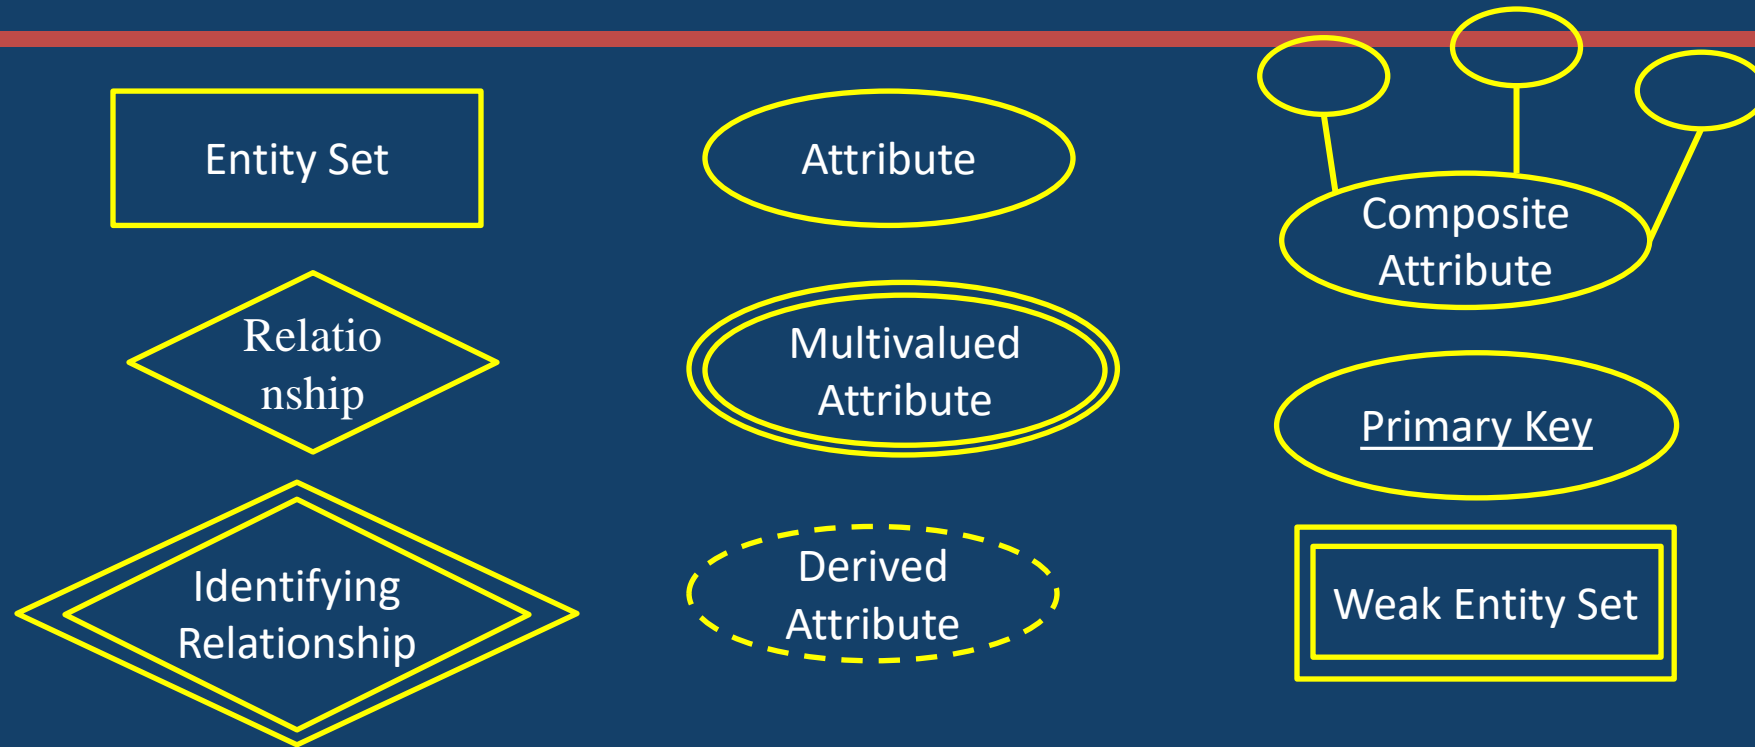 Entity Set
Attribute
Composite
Attribute
Relatio
nship
Multivalued
Attribute
Primary Key
Identifying
Relationship
Derived
Attribute
Weak Entity Set